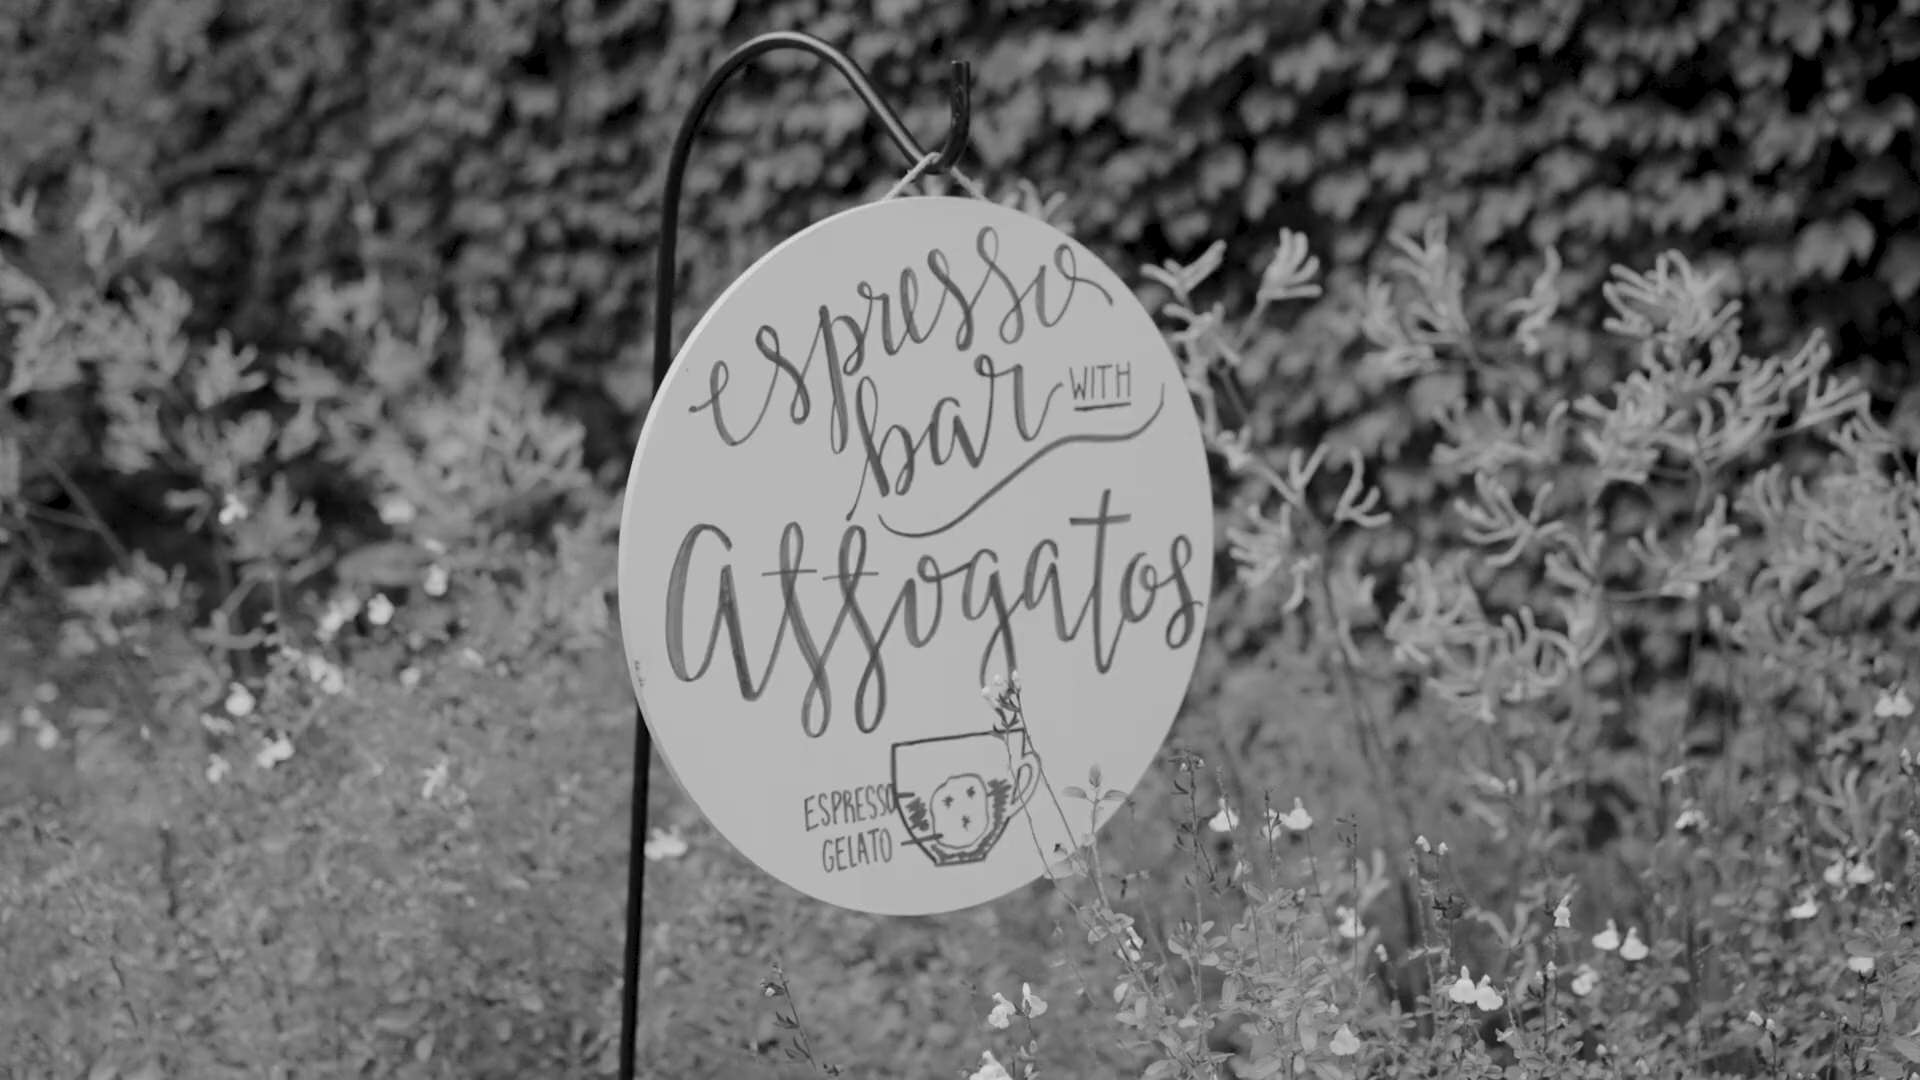 espresso
bar WITH
affogatos
ESPRESSO
GELATO